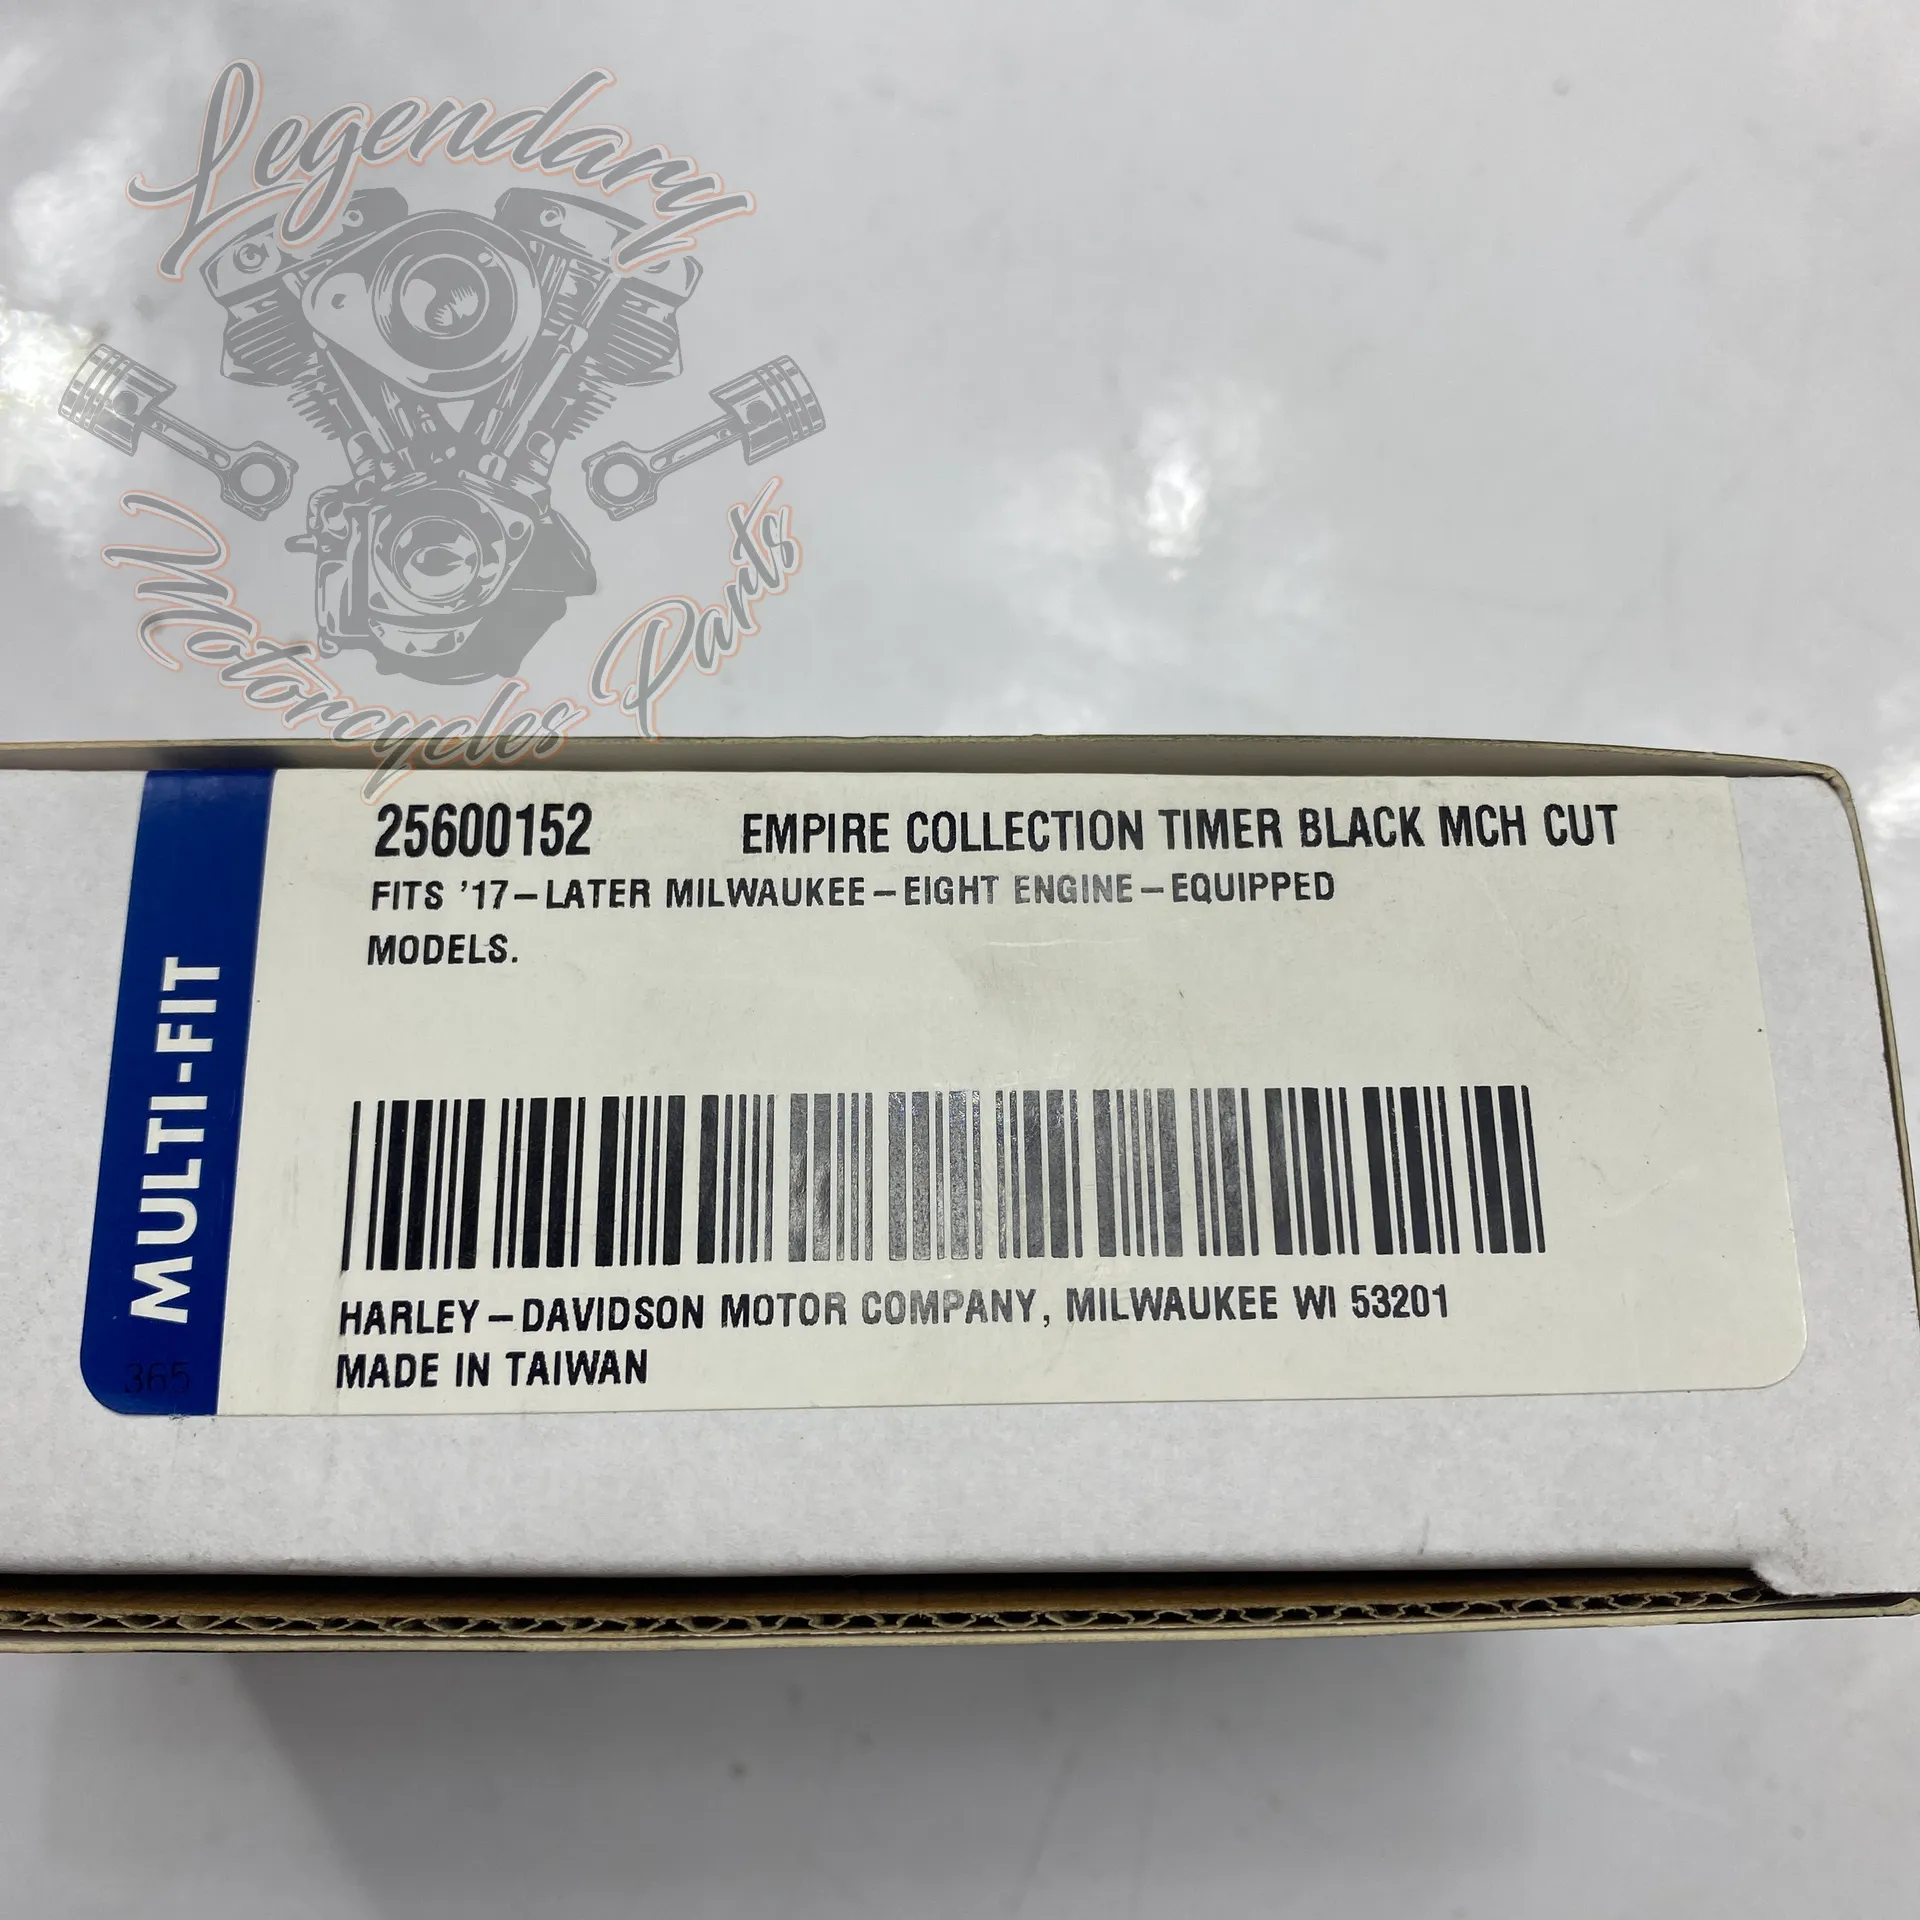 Legendary
Motorcycles Parts
25600152 EMPIRE COLLECTION TIMER BLACK MCH CUT
FITS '17-LATER MILWAUKEE-EIGHT ENGINE-EQUIPPED
MODELS.
MULTI-FIT
365
HARLEY-DAVIDSON MOTOR COMPANY, MILWAUKEE WI 53201
MADE IN TAIWAN